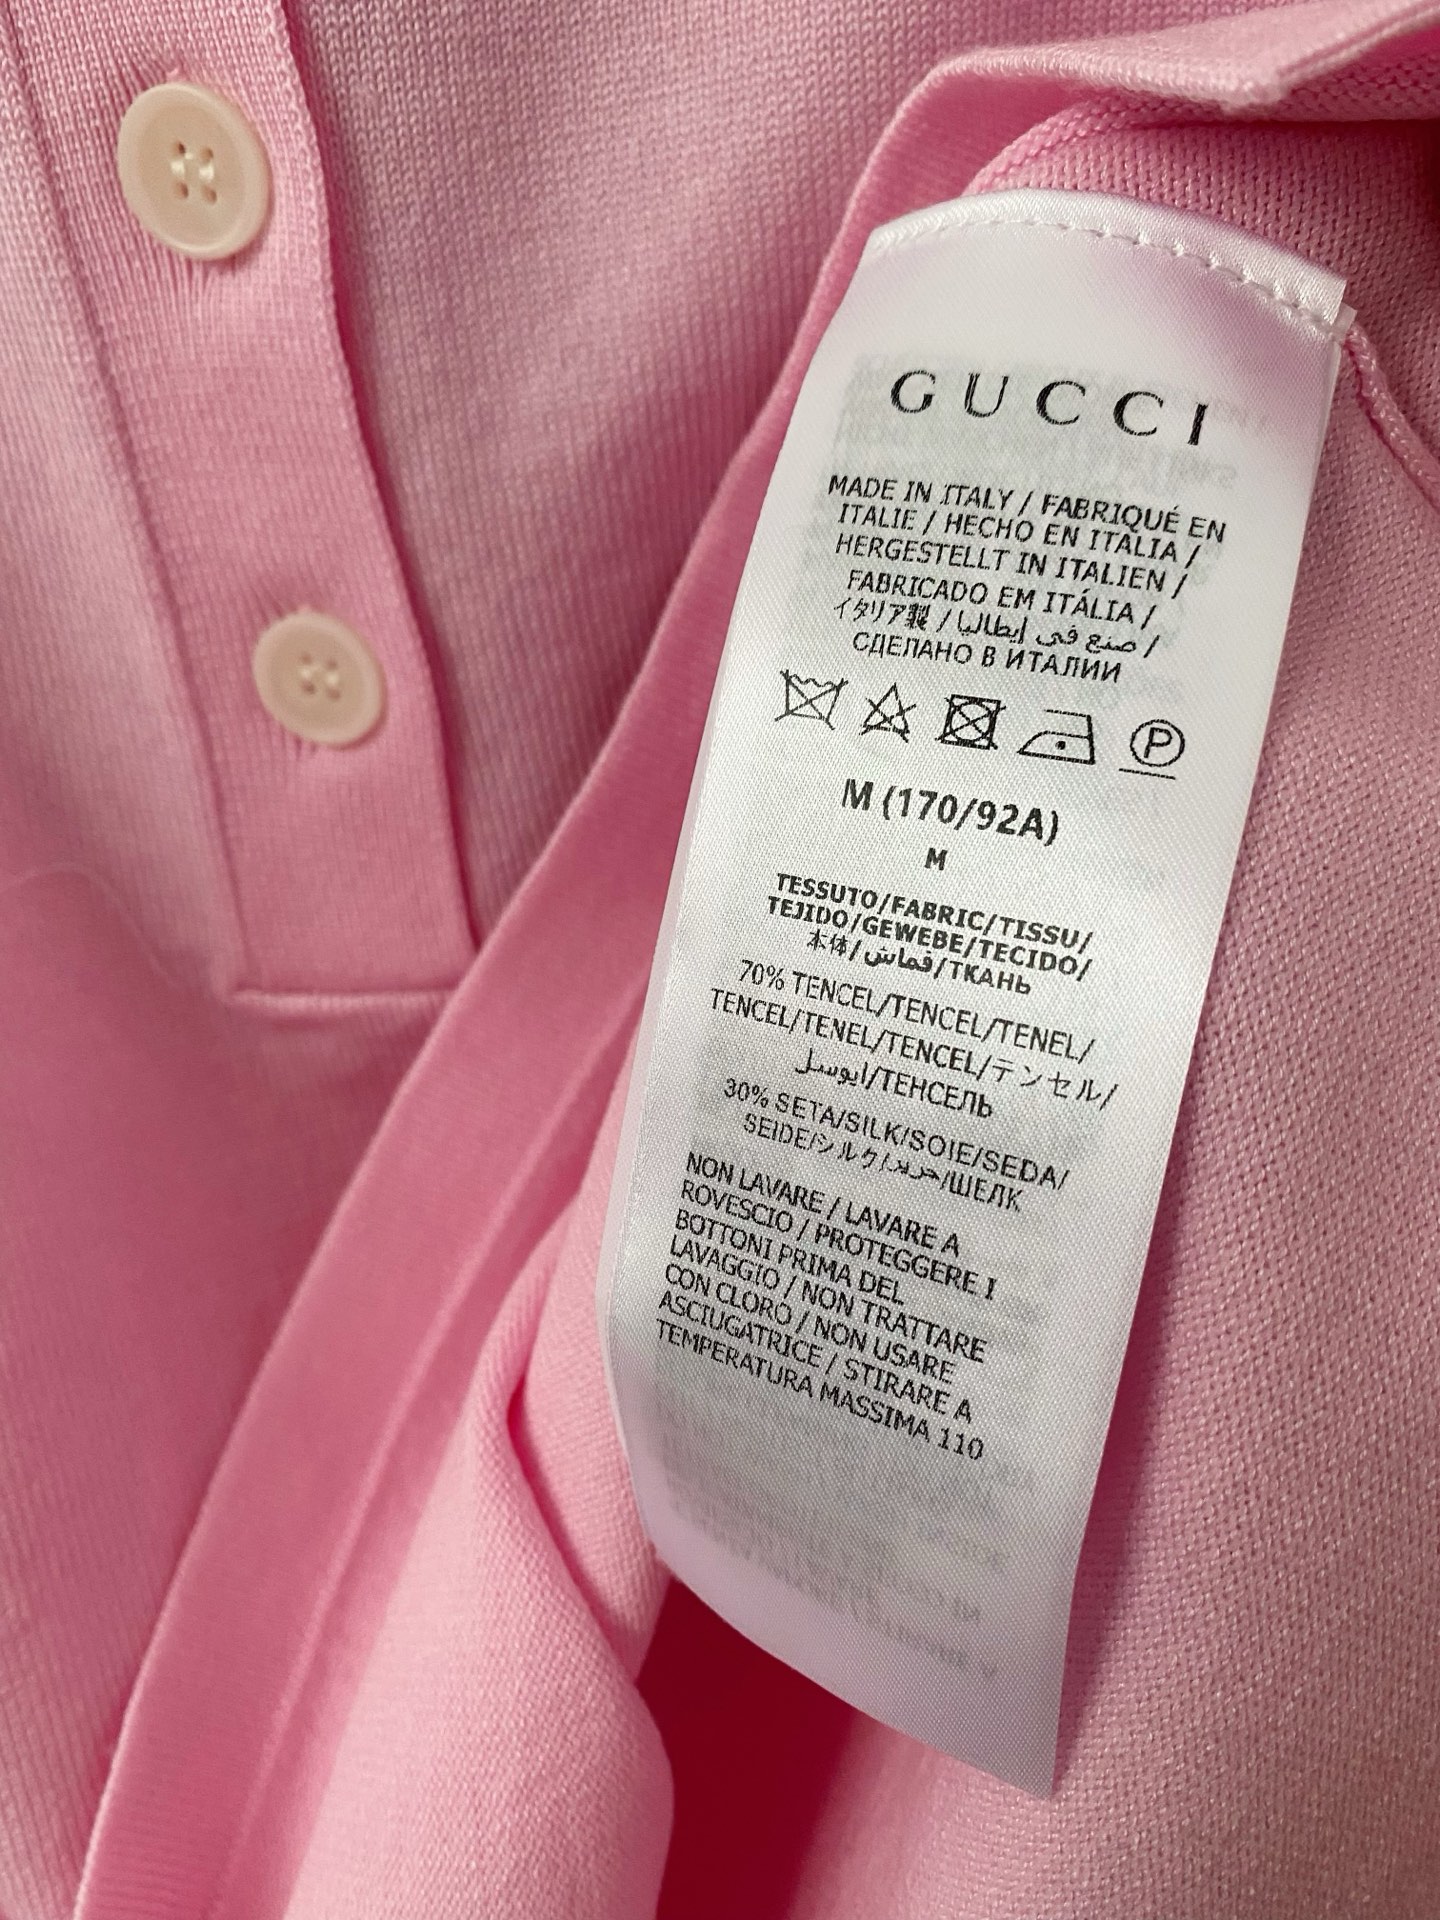 GUCCI
MADE IN ITALY / FABRIQUÉ EN
ITALIE / HECHO EN ITALIA /
HERGESTELLT IN ITALIEN /
FABRICADO EM ITÁLIA /
イタリア製 / صنع في إيطاليا /
СДЕЛАНО В ИТАЛИИ
P
M (170/92A)
M
TESSUTO/FABRIC/TISSU/
TEJIDO/GEWEBE/TECIDO/
本体/قماش/ТКАНЬ
70% TENCEL/TENCEL/TENEL/
TENCEL/TENEL/TENCEL/テンセル/
ايوسل/ТЕНСЕЛЬ
30% SETA/SILK/SOIE/SEDA/
SEIDE/シルク/حرير/ШЕЛК
NON LAVARE / LAVARE A
ROVESCIO / PROTEGGERE I
BOTTONI PRIMA DEL
LAVAGGIO / NON TRATTARE
CON CLORO / NON USARE
ASCIUGATRICE / STIRARE A
TEMPERATURA MASSIMA 110